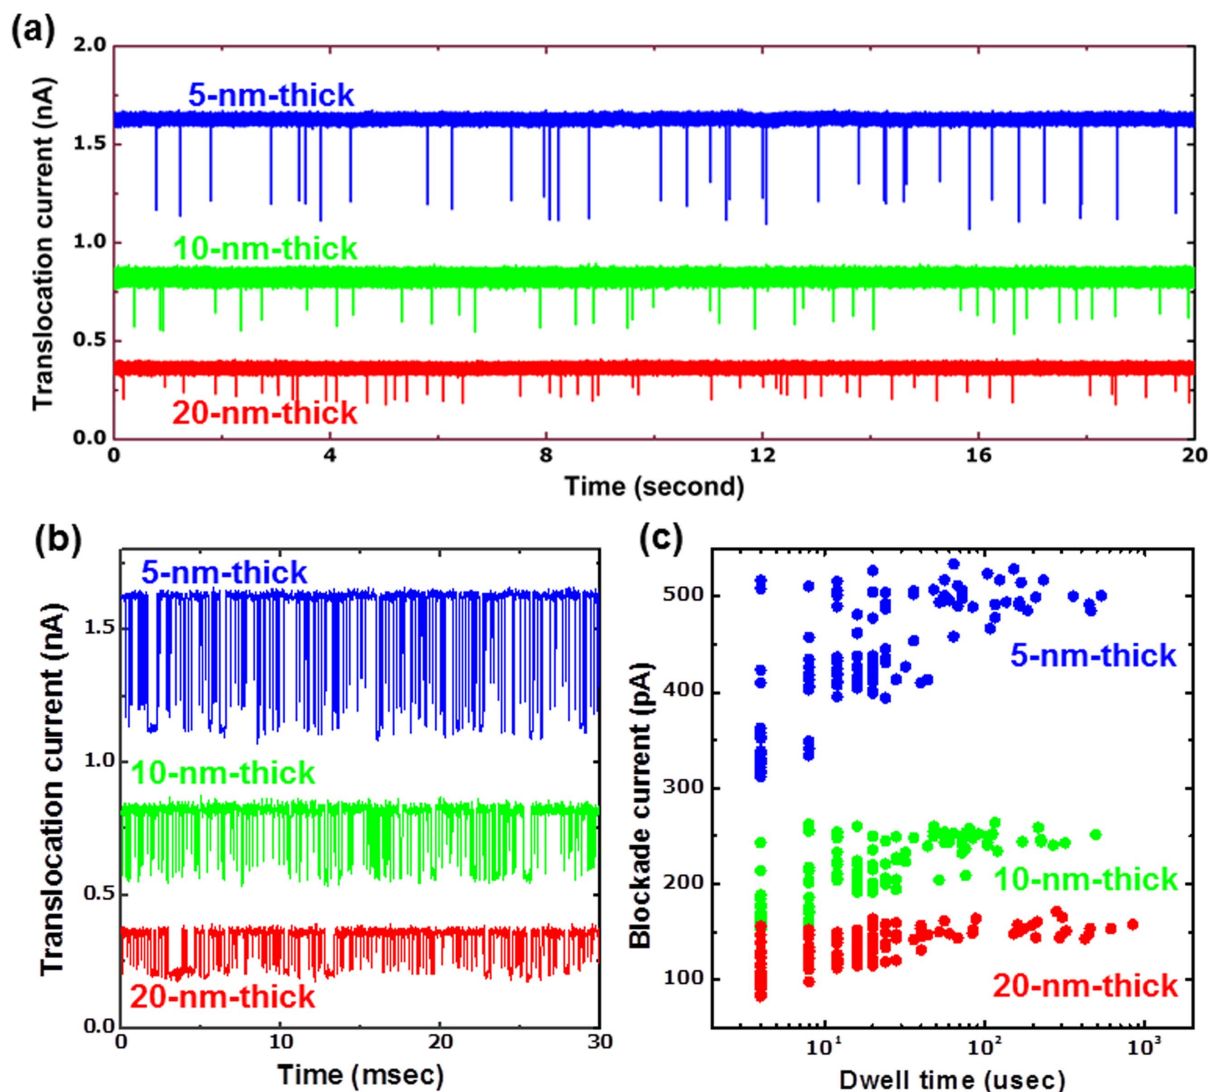 (a)
2.0
1.5
1.0
0.5
0.0
Translocation current (nA)
5-nm-thick
10-nm-thick
20-nm-thick
0 4 8 12 16 20
Time (second)
(b)
1.5
1.0
0.5
0.0
Translocation current (nA)
5-nm-thick
10-nm-thick
20-nm-thick
0 10 20 30
Time (msec)
(c)
500
400
300
200
100
Blockade current (pA)
5-nm-thick
10-nm-thick
20-nm-thick
10¹ 10² 10³
Dwell time (usec)